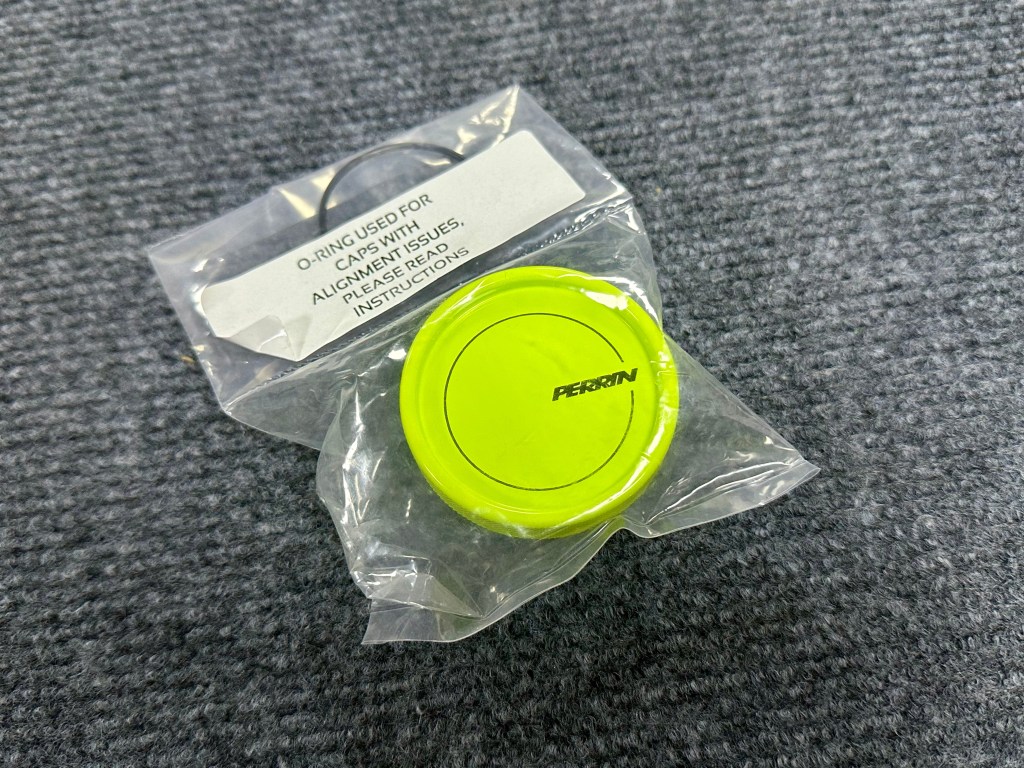 O-RING USED FOR
CAPS WITH
ALIGNMENT ISSUES,
PLEASE READ
INSTRUCTIONS
PERRIN